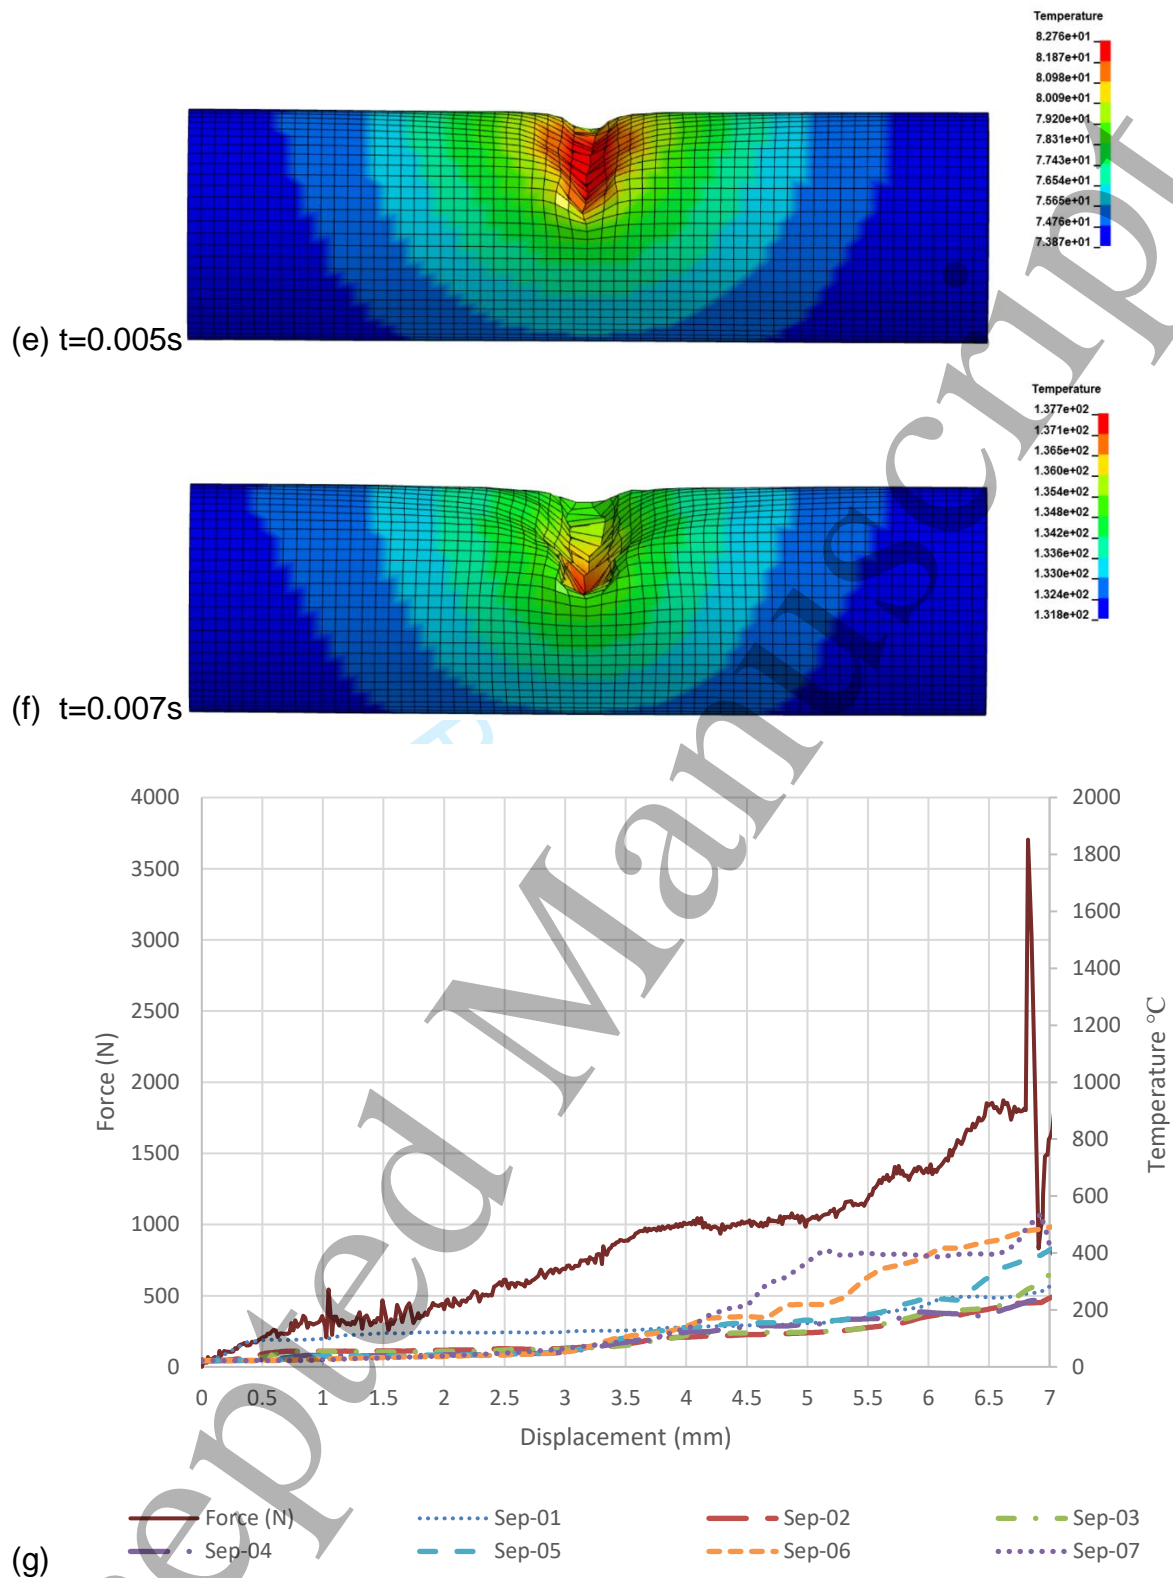 Temperature
8.276e+01
8.187e+01
8.098e+01
8.009e+01
7.920e+01
7.831e+01
7.743e+01
7.654e+01
7.565e+01
7.476e+01
7.387e+01
(e) t=0.005s
Temperature
1.377e+02
1.371e+02
1.365e+02
1.360e+02
1.354e+02
1.348e+02
1.342e+02
1.336e+02
1.330e+02
1.324e+02
1.318e+02
(f) t=0.007s
4000
3500
3000
2500
2000
1500
1000
500
0
Force (N)
2000
1800
1600
1400
1200
1000
800
600
400
200
0
Temperature °C
0 0.5 1 1.5 2 2.5 3 3.5 4 4.5 5 5.5 6 6.5 7
Displacement (mm)
Force (N) Sep-01 Sep-02 Sep-03
Sep-04 Sep-05 Sep-06 Sep-07
(g)
epted Manuscript